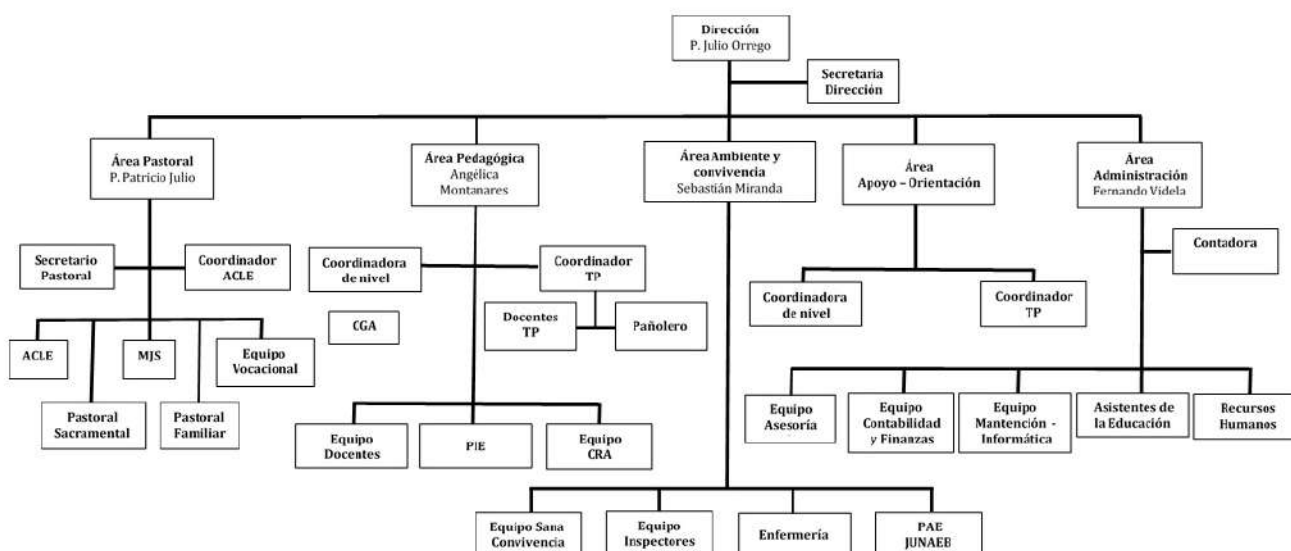 Dirección
P. Julio Orrego
Secretaria
Dirección
Área Pastoral
P. Patricio Julio
Área Pedagógica
Angélica
Montanares
Área Ambiente y
convivencia
Sebastián Miranda
Área
Apoyo – Orientación
Área
Administración
Fernando Videla
Secretario
Pastoral
Coordinador
ACLE
Coordinadora
de nivel
Coordinador
TP
Contadora
CGA
Docentes
TP
Pañolero
Coordinadora
de nivel
Coordinador
TP
ACLE
MJS
Equipo
Vocacional
Pastoral
Sacramental
Pastoral
Familiar
Equipo
Docentes
PIE
Equipo
CRA
Equipo
Asesoría
Equipo
Contabilidad
y Finanzas
Equipo
Mantención -
Informática
Asistentes de
la Educación
Recursos
Humanos
Equipo Sana
Convivencia
Equipo
Inspectores
Enfermería
PAE
JUNAEB